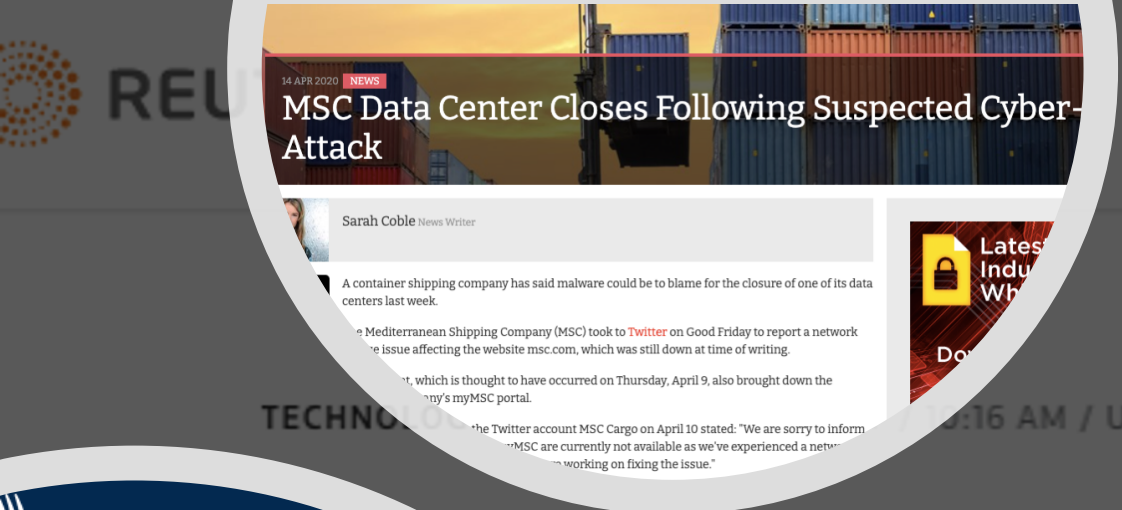 REU
14 APR 2020 NEWS
MSC Data Center Closes Following Suspected Cyber-
Attack
Sarah Coble News Writer
A container shipping company has said malware could be to blame for the closure of one of its data
centers last week.
Mediterranean Shipping Company (MSC) took to Twitter on Good Friday to report a network
issue affecting the website msc.com, which was still down at time of writing.
which is thought to have occurred on Thursday, April 9, also brought down the
myMSC portal.
the Twitter account MSC Cargo on April 10 stated: "We are sorry to inform
are currently not available as we've experienced a
working on fixing the issue."
Latest
Indu
Wh
Do
TECHNOLOG
/ 10:16 AM / U